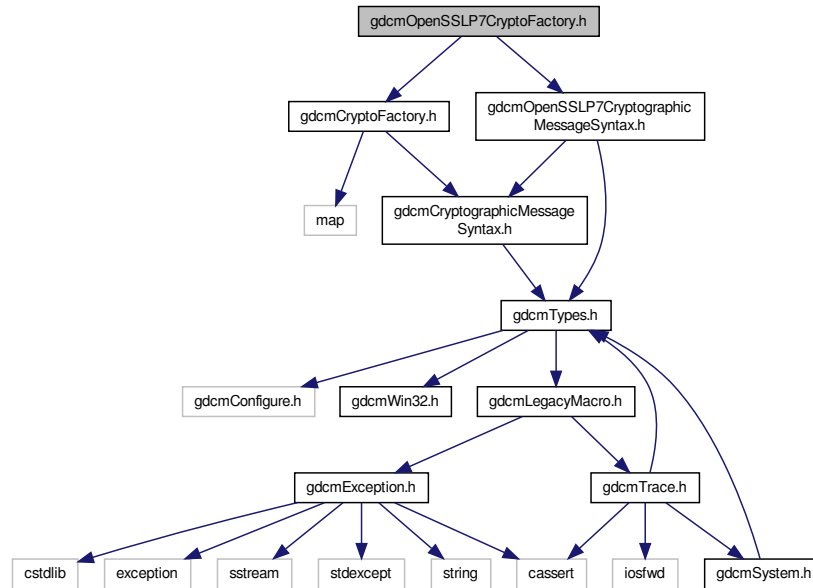 gdcmOpenSSLP7CryptoFactory.h
gdcmCryptoFactory.h
gdcmOpenSSLP7Cryptographic
MessageSyntax.h
map
gdcmCryptographicMessage
Syntax.h
gdcmTypes.h
gdcmConfigure.h
gdcmWin32.h
gdcmLegacyMacro.h
gdcmException.h
gdcmTrace.h
cstdlib
exception
sstream
stdexcept
string
cassert
iosfwd
gdcmSystem.h